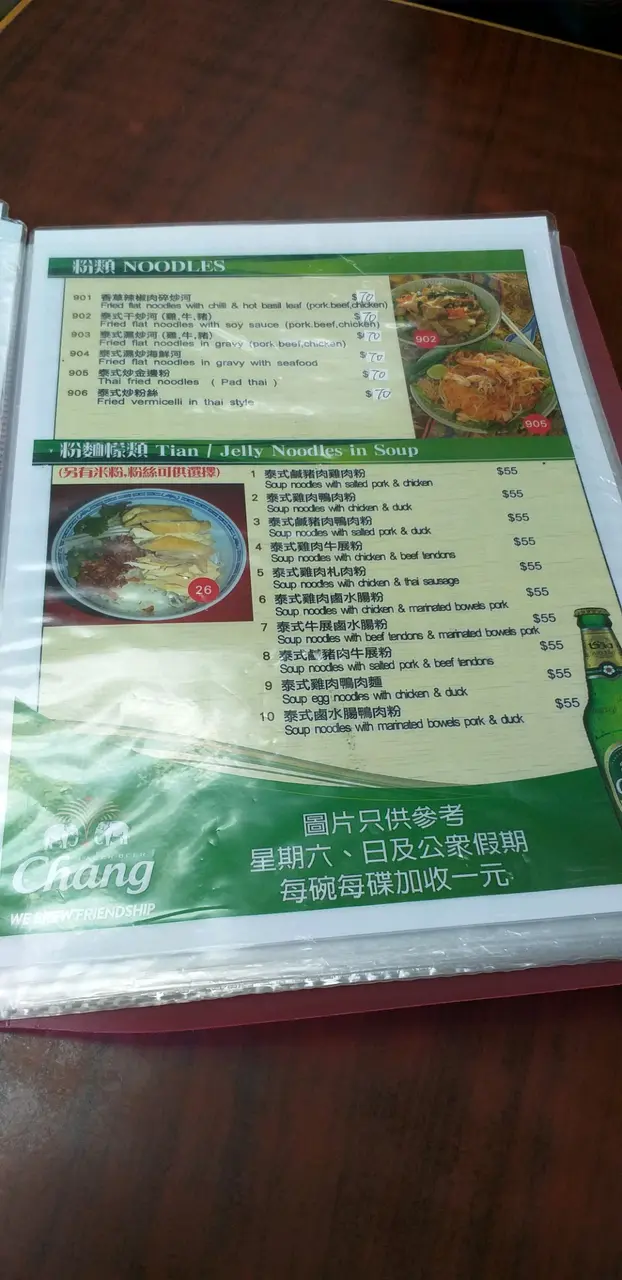 粉類 NOODLES
901 香草辣椒肉碎炒河 $70
Fried flat noodles with chili & hot basil leaf (pork.beef,chicken)
902 泰式干炒河 (雞,牛,豬) $70
Fried flat noodles with soy sauce (pork.beef,chicken)
903 泰式濕炒河 (雞,牛,豬) $70
Fried flat noodles in gravy (pork.beef,chicken)
904 泰式濕炒海鮮河 $70
Fried flat noodles in gravy with seafood
905 泰式炒金邊粉 $70
Thai fried noodles ( Pad thai )
906 泰式炒粉絲 $70
Fried vermicelli in thai style
902
905
粉麵檬類 Tian / Jelly Noodles in Soup
(另有米粉,粉絲可供選擇)
26
1 泰式鹹豬肉雞肉粉 $55
Soup noodles with salted pork & chicken
2 泰式雞肉鴨肉粉 $55
Soup noodles with chicken & duck
3 泰式鹹豬肉鴨肉粉 $55
Soup noodles with salted pork & duck
4 泰式雞肉牛展粉 $55
Soup noodles with chicken & beef tendons
5 泰式雞肉札肉粉 $55
Soup noodles with chicken & thai sausage
6 泰式雞肉鹵水腸粉 $55
Soup noodles with chicken & marinated bowels pork
7 泰式牛展鹵水腸粉 $55
Soup noodles with beef tendons & marinated bowels pork
8 泰式鹹豬肉牛展粉 $55
Soup noodles with salted pork & beef tendons
9 泰式雞肉鴨肉麵 $55
Soup egg noodles with chicken & duck
10 泰式鹵水腸鴨肉粉 $55
Soup noodles with marinated bowels pork & duck
圖片只供參考
星期六、日及公眾假期
每碗每碟加收一元
Chang
WE BREW FRIENDSHIP